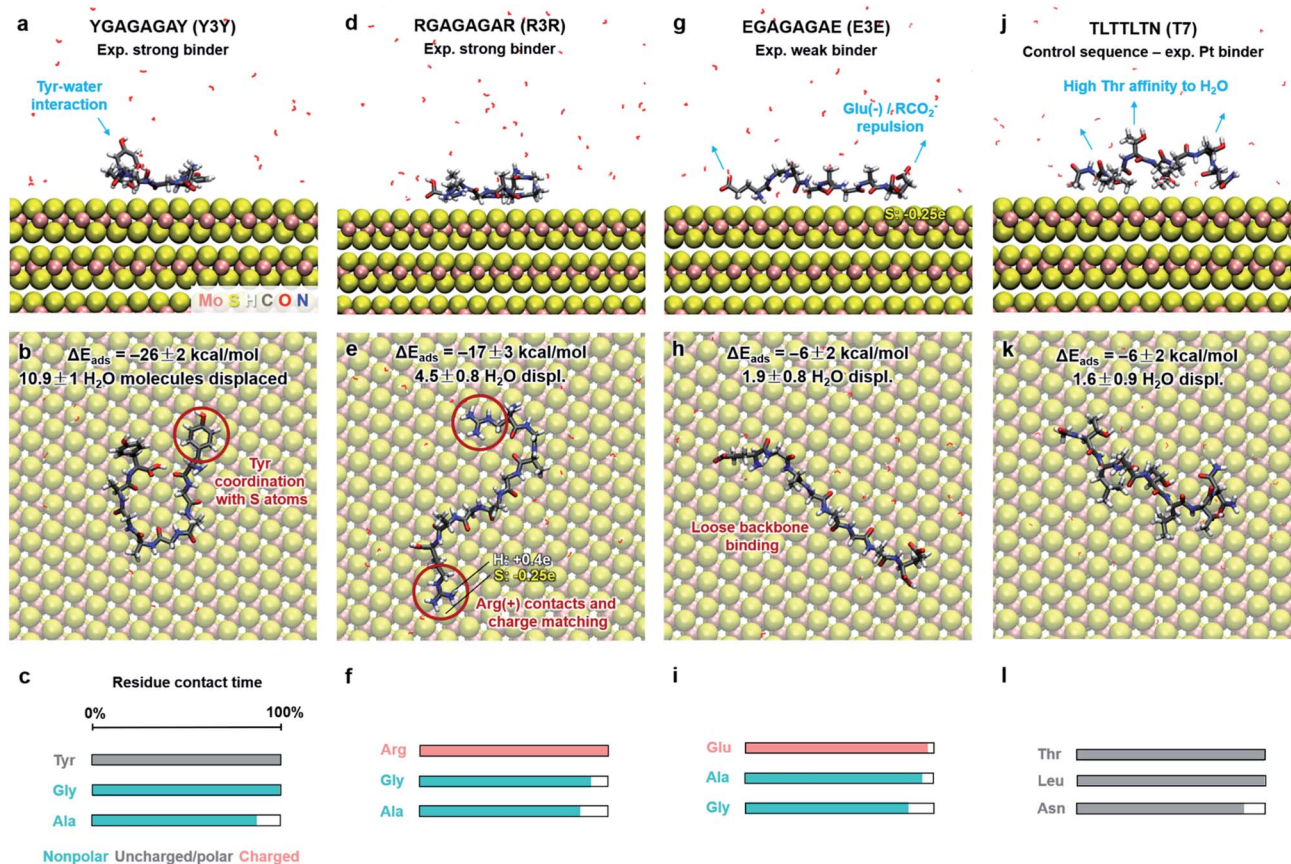 a
YGAGAGAY (Y3Y)
Exp. strong binder
Tyr-water
interaction
Mo S H C O N
b
ΔEads = –26±2 kcal/mol
10.9±1 H2O molecules displaced
Tyr
coordination
with S atoms
c
Residue contact time
0%
100%
Tyr
Gly
Ala
Nonpolar Uncharged/polar Charged
d
RGAGAGAR (R3R)
Exp. strong binder
e
ΔEads = –17±3 kcal/mol
4.5±0.8 H2O displ.
H: +0.4e
S: -0.25e
Arg(+) contacts and
charge matching
f
Arg
Gly
Ala
g
EGAGAGAE (E3E)
Exp. weak binder
Glu(-) / RCO2-
repulsion
S: -0.25e
h
ΔEads = –6±2 kcal/mol
1.9±0.8 H2O displ.
Loose backbone
binding
i
Glu
Ala
Gly
j
TLTTLTN (T7)
Control sequence – exp. Pt binder
High Thr affinity to H2O
k
ΔEads = –6±2 kcal/mol
1.6±0.9 H2O displ.
l
Thr
Leu
Asn